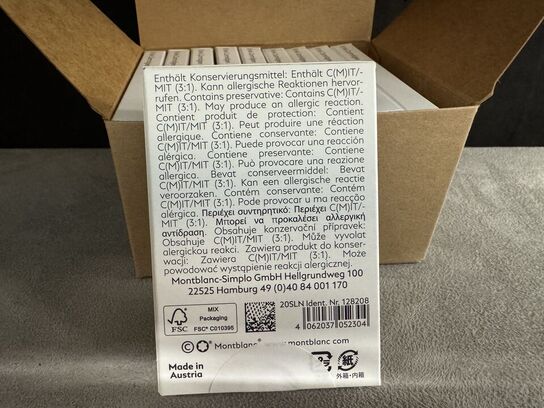 Enthält Konservierungsmittel: Enthält C(M)IT/-
MIT (3:1). Kann allergische Reaktionen hervor-
rufen. Contains preservative: Contains C(M)IT/-
MIT (3:1). May produce an allergic reaction.
Contient produit de protection: Contient
C(M)IT/MIT (3:1). Peut produire une réaction
allergique. Contiene conservante: Contiene
C(M)IT/MIT (3:1). Puede provocar una reacción
alérgica. Contiene preservante: Contiene
C(M)IT/MIT (3:1). Può provocare una reazione
allergica. Bevat conserveermiddel: Bevat
C(M)IT/MIT (3:1). Kan een allergische reactie
veroorzaken. Contém conservante: Contém
C(M)IT/MIT (3:1). Pode provocar u ma reacção
alérgica. Περιέχει συντηρητικό: Περιέχει C(M)IT/-
MIT (3:1). Μπορεί να προκαλέσει αλλεργική
αντίδραση. Obsahuje konzervační přípravek:
Obsahuje C(M)IT/MIT (3:1). Může vyvolat
alergickou reakci. Zawiera produkt do konser-
wacji: Zawiera C(M)IT/MIT (3:1). Może
powodować wystąpienie reakcji alergicznej.
Montblanc-Simplo GmbH Hellgrundweg 100
22525 Hamburg 49 (0)40 84 001 170
20SLN Ident. Nr. 128208
FSC
MIX
Packaging
FSC® C010395
4 062037 052304
© Montblanc www.montblanc.com
Made in
Austria
プラ
紙
外箱・内箱